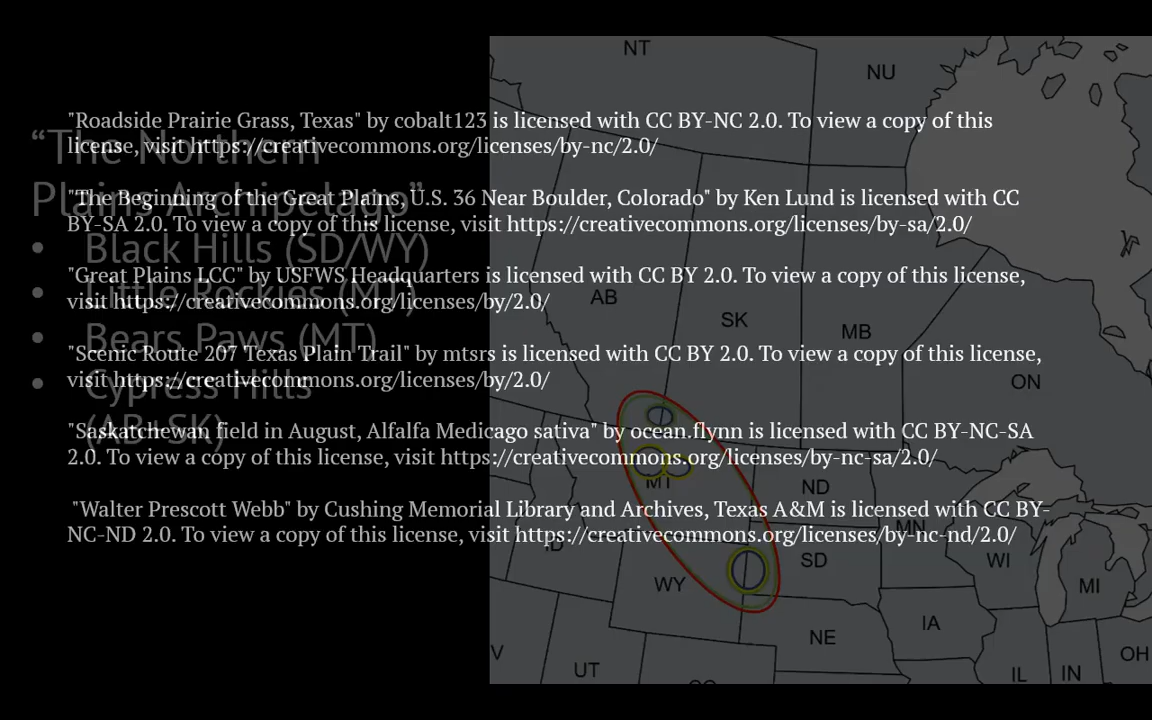 "Roadside Prairie Grass, Texas" by cobalt123 is licensed with CC BY-NC 2.0. To view a copy of this
license, visit https://creativecommons.org/licenses/by-nc/2.0/
"The Beginning of the Great Plains, U.S. 36 Near Boulder, Colorado" by Ken Lund is licensed with CC
BY-SA 2.0. To view a copy of this license, visit https://creativecommons.org/licenses/by-sa/2.0/
"Great Plains LCC" by USFWS Headquarters is licensed with CC BY 2.0. To view a copy of this license,
visit https://creativecommons.org/licenses/by/2.0/
"Scenic Route 207 Texas Plain Trail" by mtsrs is licensed with CC BY 2.0. To view a copy of this license,
visit https://creativecommons.org/licenses/by/2.0/
"Saskatchewan field in August, Alfalfa Medicago sativa" by ocean.flynn is licensed with CC BY-NC-SA
2.0. To view a copy of this license, visit https://creativecommons.org/licenses/by-nc-sa/2.0/
"Walter Prescott Webb" by Cushing Memorial Library and Archives, Texas A&M is licensed with CC BY-
NC-ND 2.0. To view a copy of this license, visit https://creativecommons.org/licenses/by-nc-nd/2.0/
“The Northern
Plains Archipelago”
• Black Hills (SD/WY)
• Little Rockies (MT)
• Bears Paws (MT)
• Cypress Hills
(AB+SK)
NT
NU
AB
SK
MB
ON
MT
ND
MN
ID
SD
WI
WY
MI
NE
IA
V
UT
OH
IL
IN